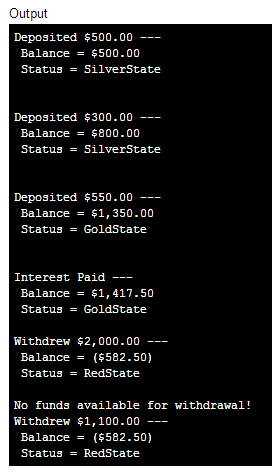 Output
Deposited $500.00 ---
Balance = $500.00
Status = SilverState
Deposited $300.00 ---
Balance = $800.00
Status = SilverState
Deposited $550.00 ---
Balance = $1,350.00
Status = GoldState
Interest Paid ---
Balance = $1,417.50
Status = GoldState
Withdrew $2,000.00 ---
Balance = ($582.50)
Status = RedState
No funds available for withdrawal!
Withdrew $1,100.00 ---
Balance = ($582.50)
Status = RedState